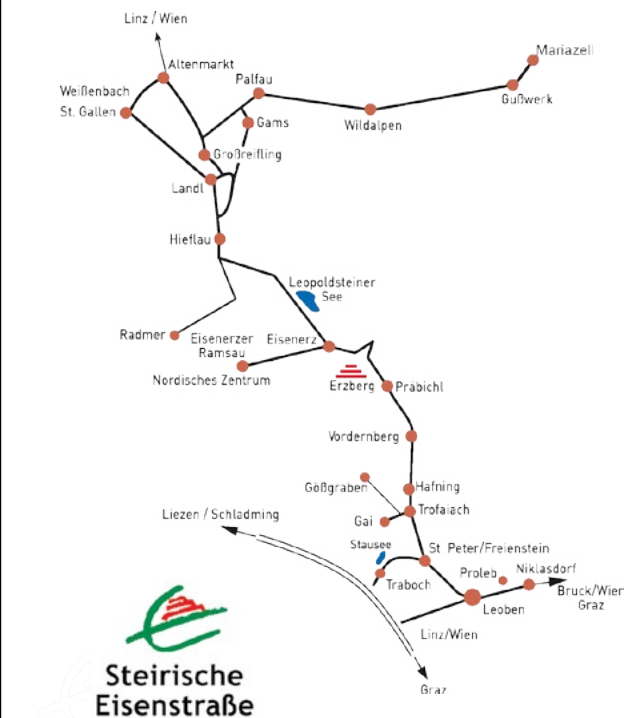 Linz / Wien
Altenmarkt
Mariazell
Palfau
Weißenbach
St. Gallen
Gußwerk
Gams
Wildalpen
Großreifling
Landl
Hieflau
Leopoldsteiner
See
Radmer
Eisenerzer
Ramsau
Eisenerz
Nordisches Zentrum
Erzberg
Präbichl
Vordernberg
Gößgraben
Hafning
Trofaiach
Liezen / Schladming
Gai
Stausee
St Peter/Freienstein
Proleb
Niklasdorf
Traboch
Bruck/Wien
Graz
Leoben
Linz/Wien
Graz
Steirische
Eisenstraße